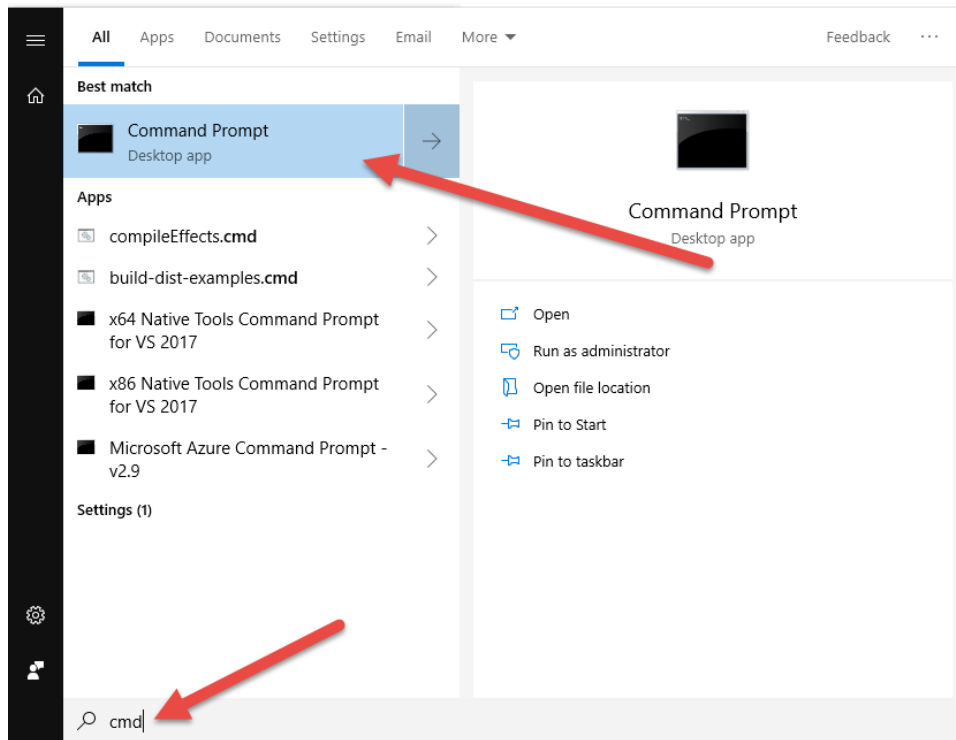 All Apps Documents Settings Email More Feedback ...
Best match
Command Prompt
Desktop app
Apps
compileEffects.cmd
build-dist-examples.cmd
x64 Native Tools Command Prompt
for VS 2017
x86 Native Tools Command Prompt
for VS 2017
Microsoft Azure Command Prompt -
v2.9
Settings (1)
Command Prompt
Desktop app
Open
Run as administrator
Open file location
Pin to Start
Pin to taskbar
cmd